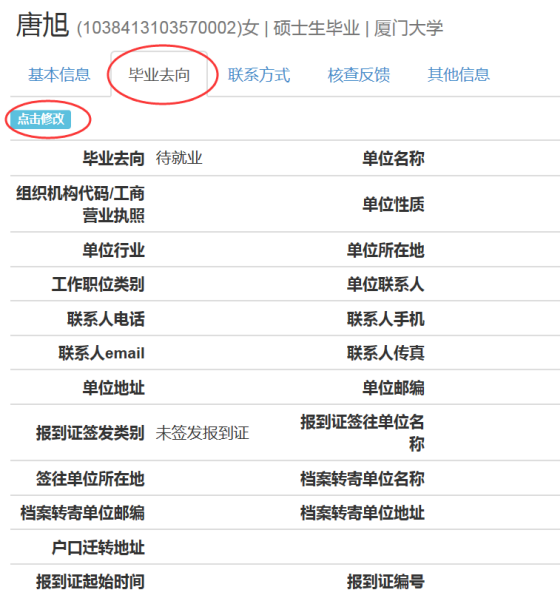 唐旭 (1038413103570002)女 | 硕士生毕业 | 厦门大学
基本信息 毕业去向 联系方式 核查反馈 其他信息
点击修改
毕业去向 待就业 单位名称
组织机构代码/工商
营业执照 单位性质
单位行业 单位所在地
工作职位类别 单位联系人
联系人电话 联系人手机
联系人email 联系人传真
单位地址 单位邮编
报到证签发类别 未签发报到证 报到证签往单位名
称
签往单位所在地 档案转寄单位名称
档案转寄单位邮编 档案转寄单位地址
户口迁转地址
报到证起始时间 报到证编号